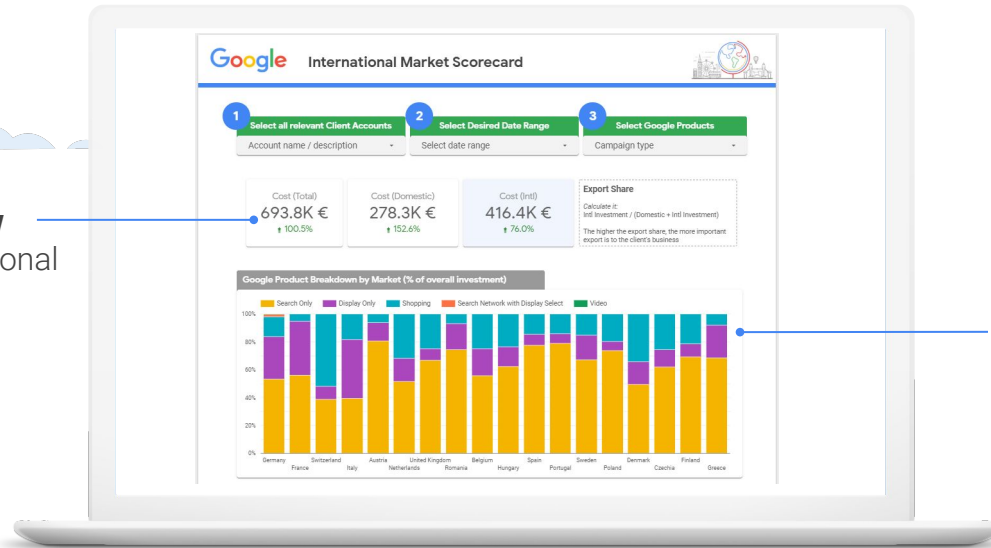 Google International Market Scorecard
1 2 3
Select all relevant Client Accounts Select Desired Date Range Select Google Products
Account name / description Select date range Campaign type
Cost (Total)
693.8K €
100.5%
Cost (Domestic)
278.3K €
152.6%
Cost (Intl)
416.4K €
76.0%
Export Share
Calculate it:
Intl Investment / (Domestic + Intl Investment)
The higher the export share, the more important
export is to the client's business
onal
Google Product Breakdown by Market (% of overall investment)
Search Only Display Only Shopping Search Network with Display Select Video
100%
80%
60%
40%
20%
0%
Germany Switzerland Austria United Kingdom Belgium Spain Sweden Denmark Finland
France Italy Netherlands Romania Hungary Portugal Poland Czechia Greece